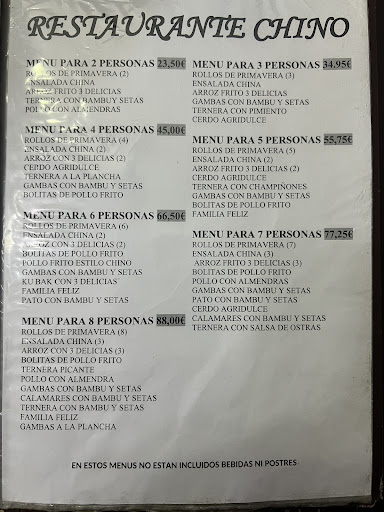 RESTAURANTE CHINO
MENU PARA 2 PERSONAS 23,50€
ROLLOS DE PRIMAVERA (2)
ENSALADA CHINA
ARROZ FRITO 3 DELICIAS
TERNERA CON BAMBU Y SETAS
POLLO CON ALMENDRAS
MENU PARA 4 PERSONAS 45,00€
ROLLOS DE PRIMAVERA (4)
ENSALADA CHINA (2)
ARROZ CON 3 DELICIAS (2)
CERDO AGRIDULCE
TERNERA A LA PLANCHA
GAMBAS CON BAMBU Y SETAS
BOLITAS DE POLLO FRITO
MENU PARA 6 PERSONAS 66,50€
ROLLOS DE PRIMAVERA (6)
ENSALADA CHINA (2)
ARROZ CON 3 DELICIAS (2)
BOLITAS DE POLLO FRITO
POLLO FRITO ESTILO CHINO
GAMBAS CON BAMBU Y SETAS
KU BAK CON 3 DELICIAS
FAMILIA FELIZ
PATO CON BAMBU Y SETAS
MENU PARA 8 PERSONAS 88,00€
ROLLOS DE PRIMAVERA (8)
ENSALADA CHINA (3)
ARROZ CON 3 DELICIAS (3)
BOLITAS DE POLLO FRITO
TERNERA PICANTE
POLLO CON ALMENDRA
GAMBAS CON BAMBU Y SETAS
CALAMARES CON BAMBU Y SETAS
TERNERA CON BAMBU Y SETAS
FAMILIA FELIZ
GAMBAS A LA PLANCHA
MENU PARA 3 PERSONAS 34,95€
ROLLOS DE PRIMAVERA (3)
ENSALADA CHINA
ARROZ FRITO 3 DELICIAS
GAMBAS CON BAMBU Y SETAS
TERNERA CON PIMIENTO
CERDO AGRIDULCE
MENU PARA 5 PERSONAS 55,75€
ROLLOS DE PRIMAVERA (5)
ENSALADA CHINA (2)
ARROZ FRITO 3 DELICIAS (2)
CERDO AGRIDULCE
TERNERA CON CHAMPIÑONES
GAMBAS CON BAMBU Y SETAS
BOLITAS DE POLLO FRITO
FAMILIA FELIZ
MENU PARA 7 PERSONAS 77,25€
ROLLOS DE PRIMAVERA (7)
ENSALADA CHINA (3)
ARROZ FRITO 3 DELICIAS (3)
BOLITAS DE POLLO FRITO
POLLO CON ALMENDRAS
GAMBAS CON BAMBU Y SETAS
PATO CON BAMBU Y SETAS
CERDO AGRIDULCE
CALAMARES CON BAMBU Y SETAS
TERNERA CON SALSA DE OSTRAS
EN ESTOS MENUS NO ESTAN INCLUIDOS BEBIDAS NI POSTRES